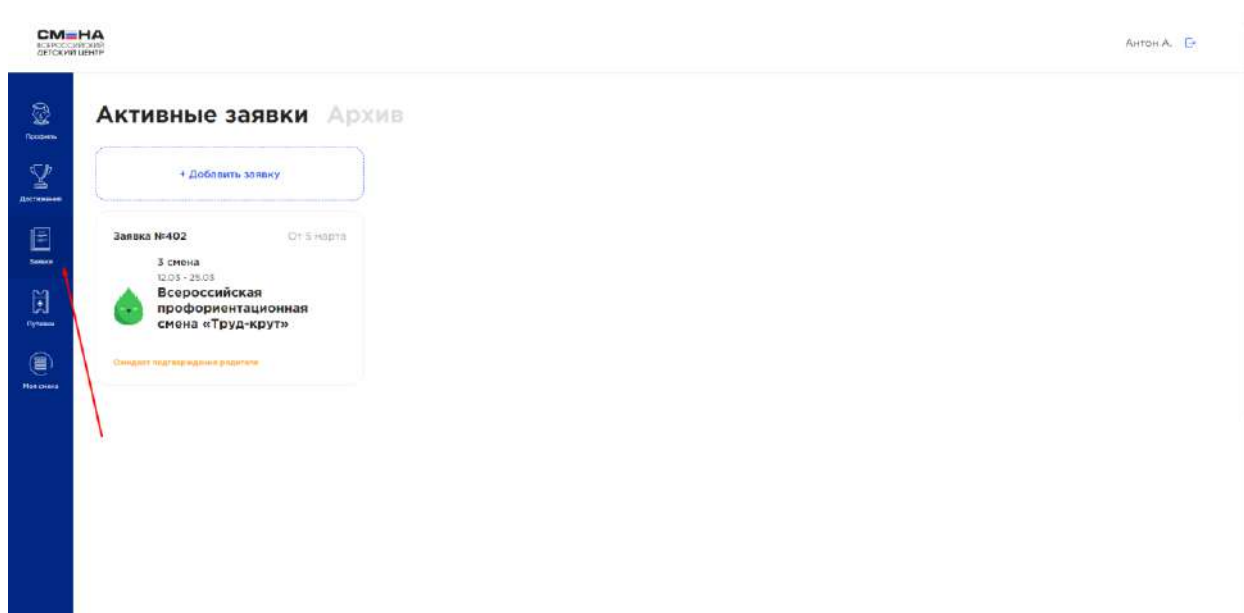 СМЕНА
ВСЕРОССИЙСКИЙ
ДЕТСКИЙ ЦЕНТР
Антон А.
Профиль
Достижения
Заявки
Путевки
Моя смена
Активные заявки Архив
+ Добавить заявку
Заявка №402 От 5 марта
3 смена
12.03 - 25.03
Всероссийская
профориентационная
смена «Труд-крут»
Ожидает подтверждения родителя